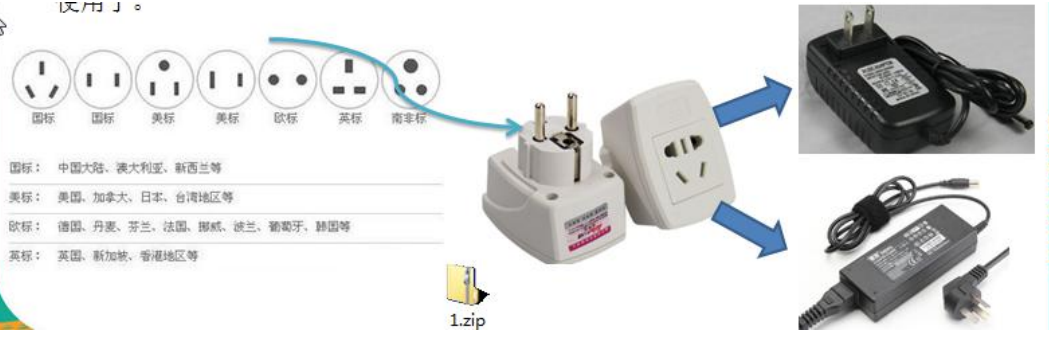 使用了。
国标 国标 美标 美标 欧标 英标 南非标
国标： 中国大陆、澳大利亚、新西兰等
美标： 美国、加拿大、日本、台湾地区等
欧标： 德国、丹麦、芬兰、法国、挪威、波兰、葡萄牙、韩国等
英标： 英国、新加坡、香港地区等
1.zip